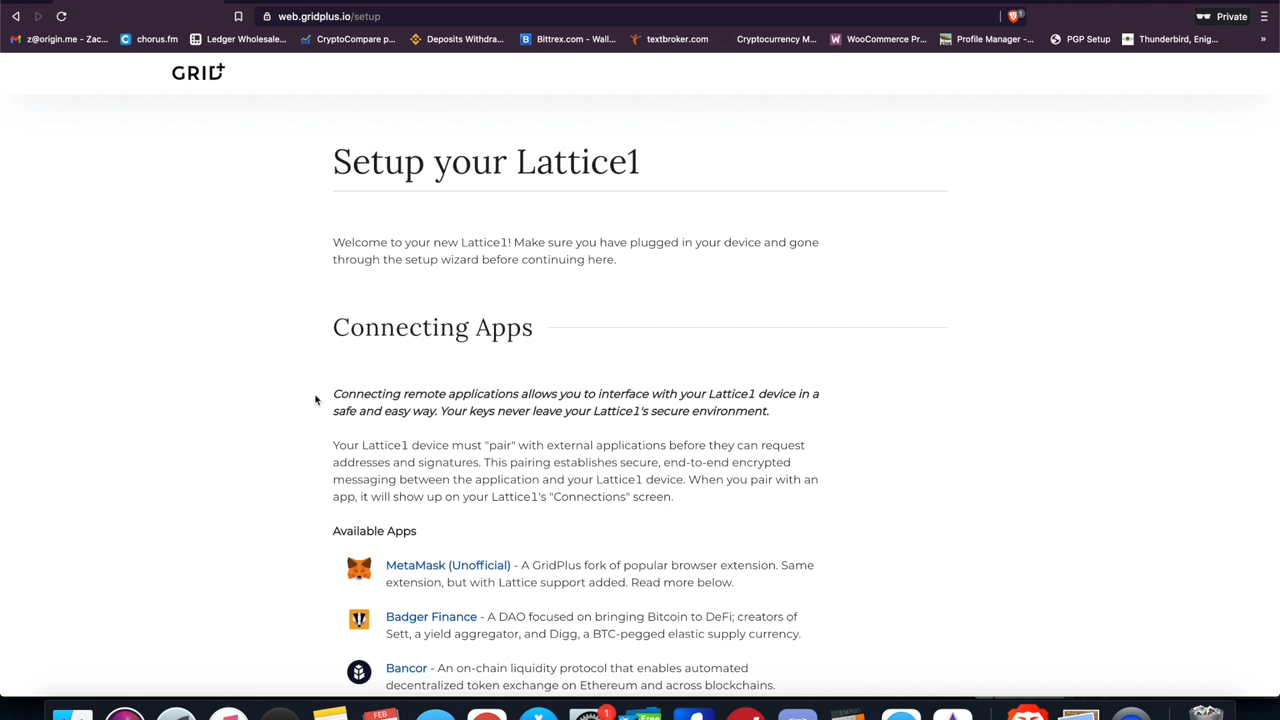 web.gridplus.io/setup
1
Private
z@origin.me - Zac...
chorus.fm
Ledger Wholesale...
CryptoCompare p...
Deposits Withdra...
Bittrex.com - Wall...
textbroker.com
Cryptocurrency M...
WooCommerce Pr...
Profile Manager -...
PGP Setup
Thunderbird, Enig...
»
GRID+
Setup your Lattice1
Welcome to your new Lattice1! Make sure you have plugged in your device and gone
through the setup wizard before continuing here.
Connecting Apps
Connecting remote applications allows you to interface with your Lattice1 device in a
safe and easy way. Your keys never leave your Lattice1's secure environment.
Your Lattice1 device must "pair" with external applications before they can request
addresses and signatures. This pairing establishes secure, end-to-end encrypted
messaging between the application and your Lattice1 device. When you pair with an
app, it will show up on your Lattice1's "Connections" screen.
Available Apps
MetaMask (Unofficial) - A GridPlus fork of popular browser extension. Same
extension, but with Lattice support added. Read more below.
Badger Finance - A DAO focused on bringing Bitcoin to DeFi; creators of
Sett, a yield aggregator, and Digg, a BTC-pegged elastic supply currency.
Bancor - An on-chain liquidity protocol that enables automated
decentralized token exchange on Ethereum and across blockchains.
FEB
1
Free